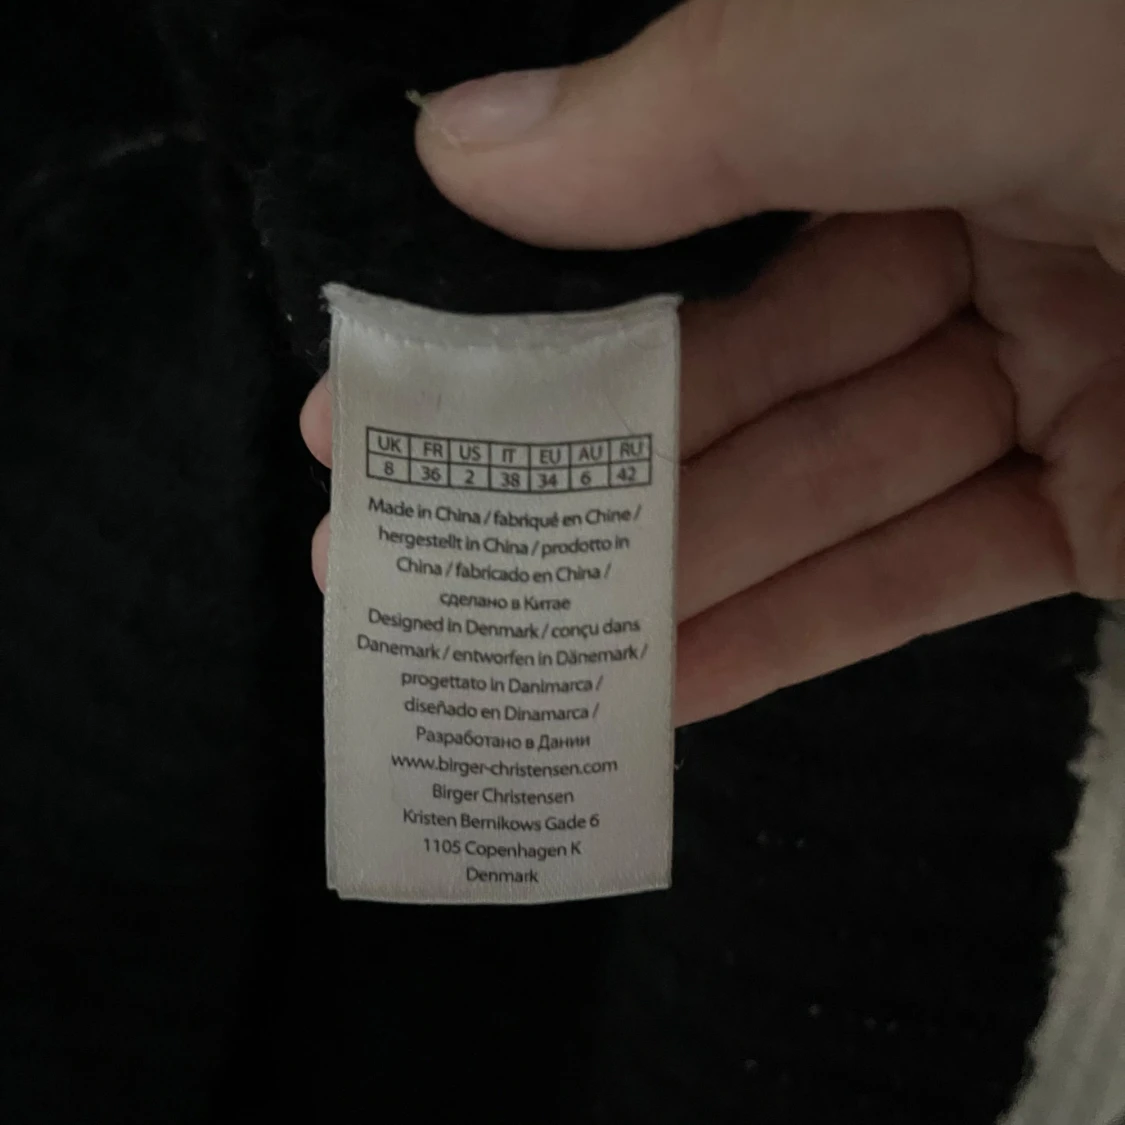 UK FR US IT EU AU RU
8 36 2 38 34 6 42
Made in China / fabriqué en Chine /
hergestellt in China / prodotto in
China / fabricado en China /
сделано в Китае
Designed in Denmark / conçu dans
Danemark / entworfen in Dänemark /
progettato in Danimarca /
diseñado en Dinamarca /
Разработано в Дании
www.birger-christensen.com
Birger Christensen
Kristen Bernikows Gade 6
1105 Copenhagen K
Denmark